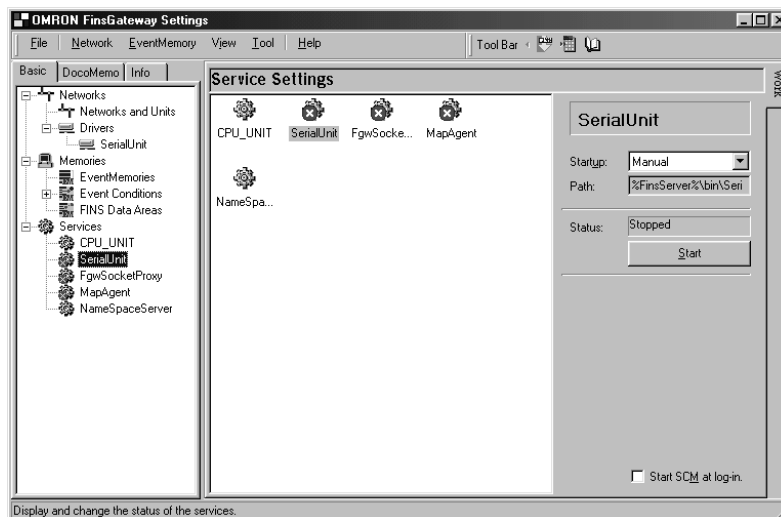 OMRON FinsGateway Settings
File Network EventMemory View Tool Help Tool Bar
Basic DocoMemo Info
Networks
Networks and Units
Drivers
SerialUnit
Memories
EventMemories
Event Conditions
FINS Data Areas
Services
CPU_UNIT
SerialUnit
FgwSocketProxy
MapAgent
NameSpaceServer
Service Settings
CPU_UNIT SerialUnit FgwSocke... MapAgent
NameSpa...
SerialUnit
Startup: Manual
Path: %FinsServer%\bin\Seri
Status: Stopped
Start
Start SCM at log-in.
Work
Display and change the status of the services.